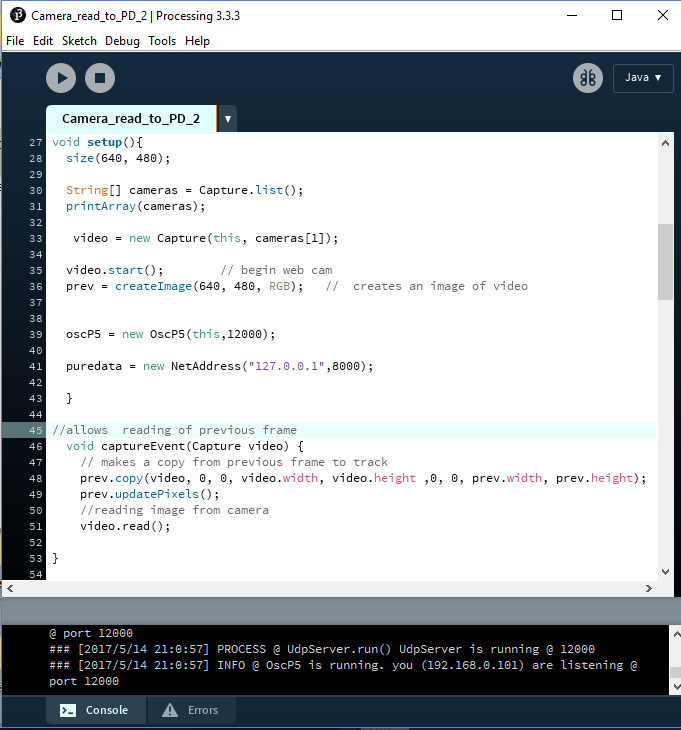 Camera_read_to_PD_2 | Processing 3.3.3
File Edit Sketch Debug Tools Help
Java ▼
Camera_read_to_PD_2 ▼
27 void setup(){
28 size(640, 480);
29
30 String[] cameras = Capture.list();
31 printArray(cameras);
32
33 video = new Capture(this, cameras[1]);
34
35 video.start(); // begin web cam
36 prev = createImage(640, 480, RGB); // creates an image of video
37
38
39 oscP5 = new OscP5(this,12000);
40
41 puredata = new NetAddress("127.0.0.1",8000);
42
43 }
44
45 //allows reading of previous frame
46 void captureEvent(Capture video) {
47 // makes a copy from previous frame to track
48 prev.copy(video, 0, 0, video.width, video.height ,0, 0, prev.width, prev.height);
49 prev.updatePixels();
50 //reading image from camera
51 video.read();
52
53 }
54
@ port 12000
### [2017/5/14 21:0:57] PROCESS @ UdpServer.run() UdpServer is running @ 12000
### [2017/5/14 21:0:57] INFO @ OscP5 is running. you (192.168.0.101) are listening @
port 12000
Console Errors